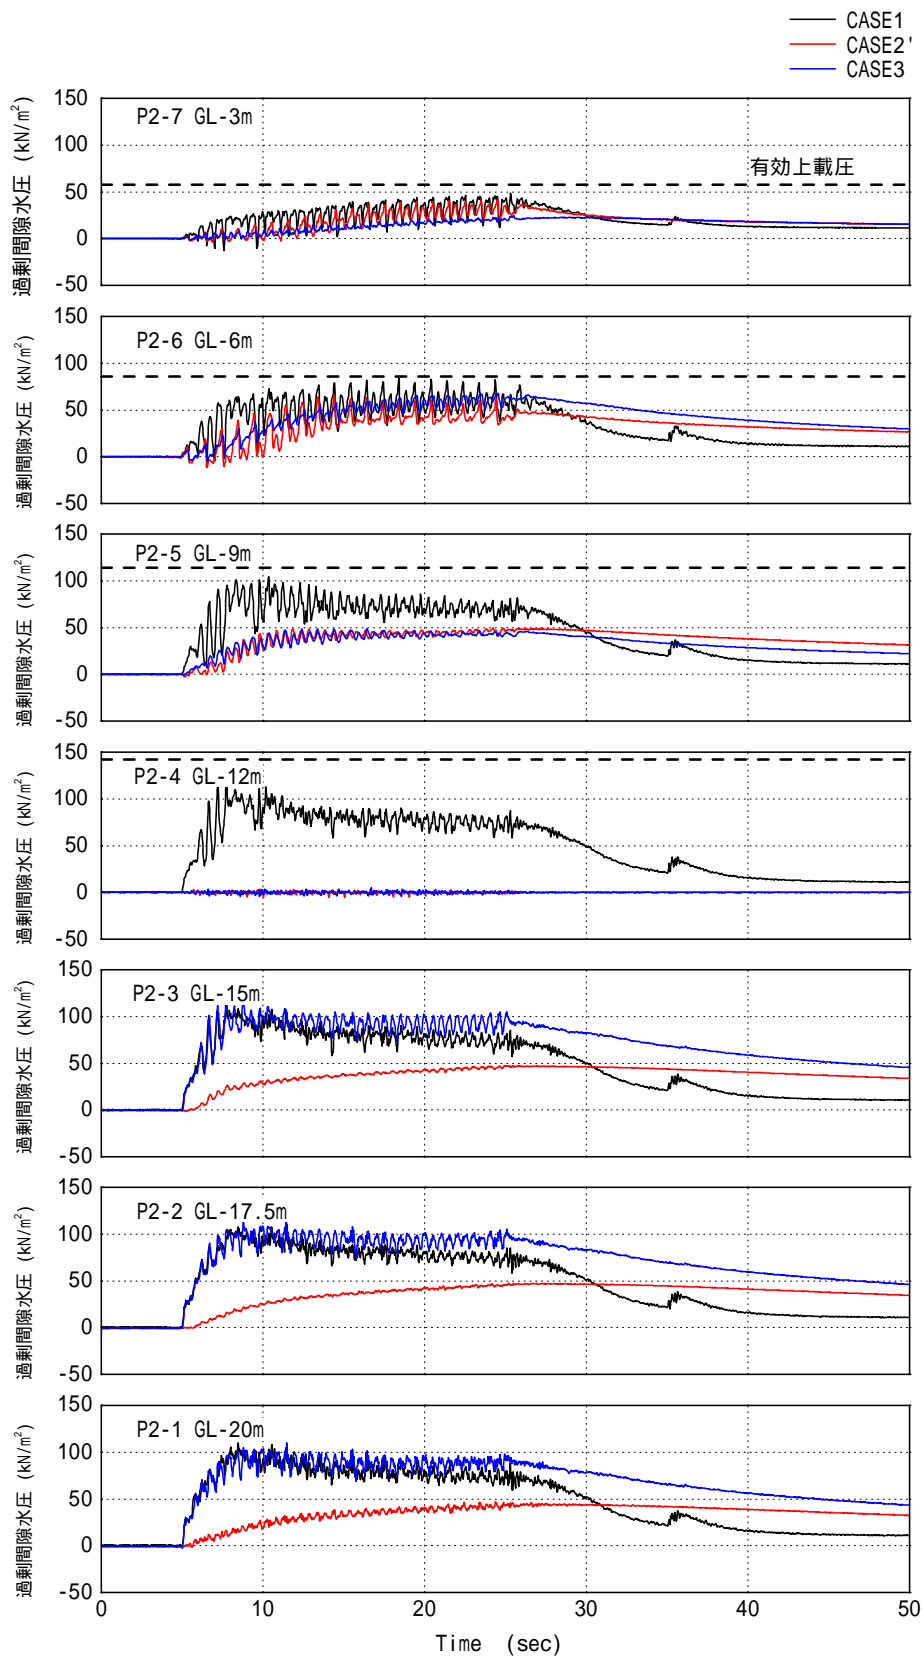 CASE1
CASE2'
CASE3
150
100
50
0
-50
過剰間隙水圧 (kN/㎡)
P2-7 GL-3m
有効上載圧
150
100
50
0
-50
過剰間隙水圧 (kN/㎡)
P2-6 GL-6m
150
100
50
0
-50
過剰間隙水圧 (kN/㎡)
P2-5 GL-9m
150
100
50
0
-50
過剰間隙水圧 (kN/㎡)
P2-4 GL-12m
150
100
50
0
-50
過剰間隙水圧 (kN/㎡)
P2-3 GL-15m
150
100
50
0
-50
過剰間隙水圧 (kN/㎡)
P2-2 GL-17.5m
150
100
50
0
-50
過剰間隙水圧 (kN/㎡)
P2-1 GL-20m
0 10 20 30 40 50
Time (sec)